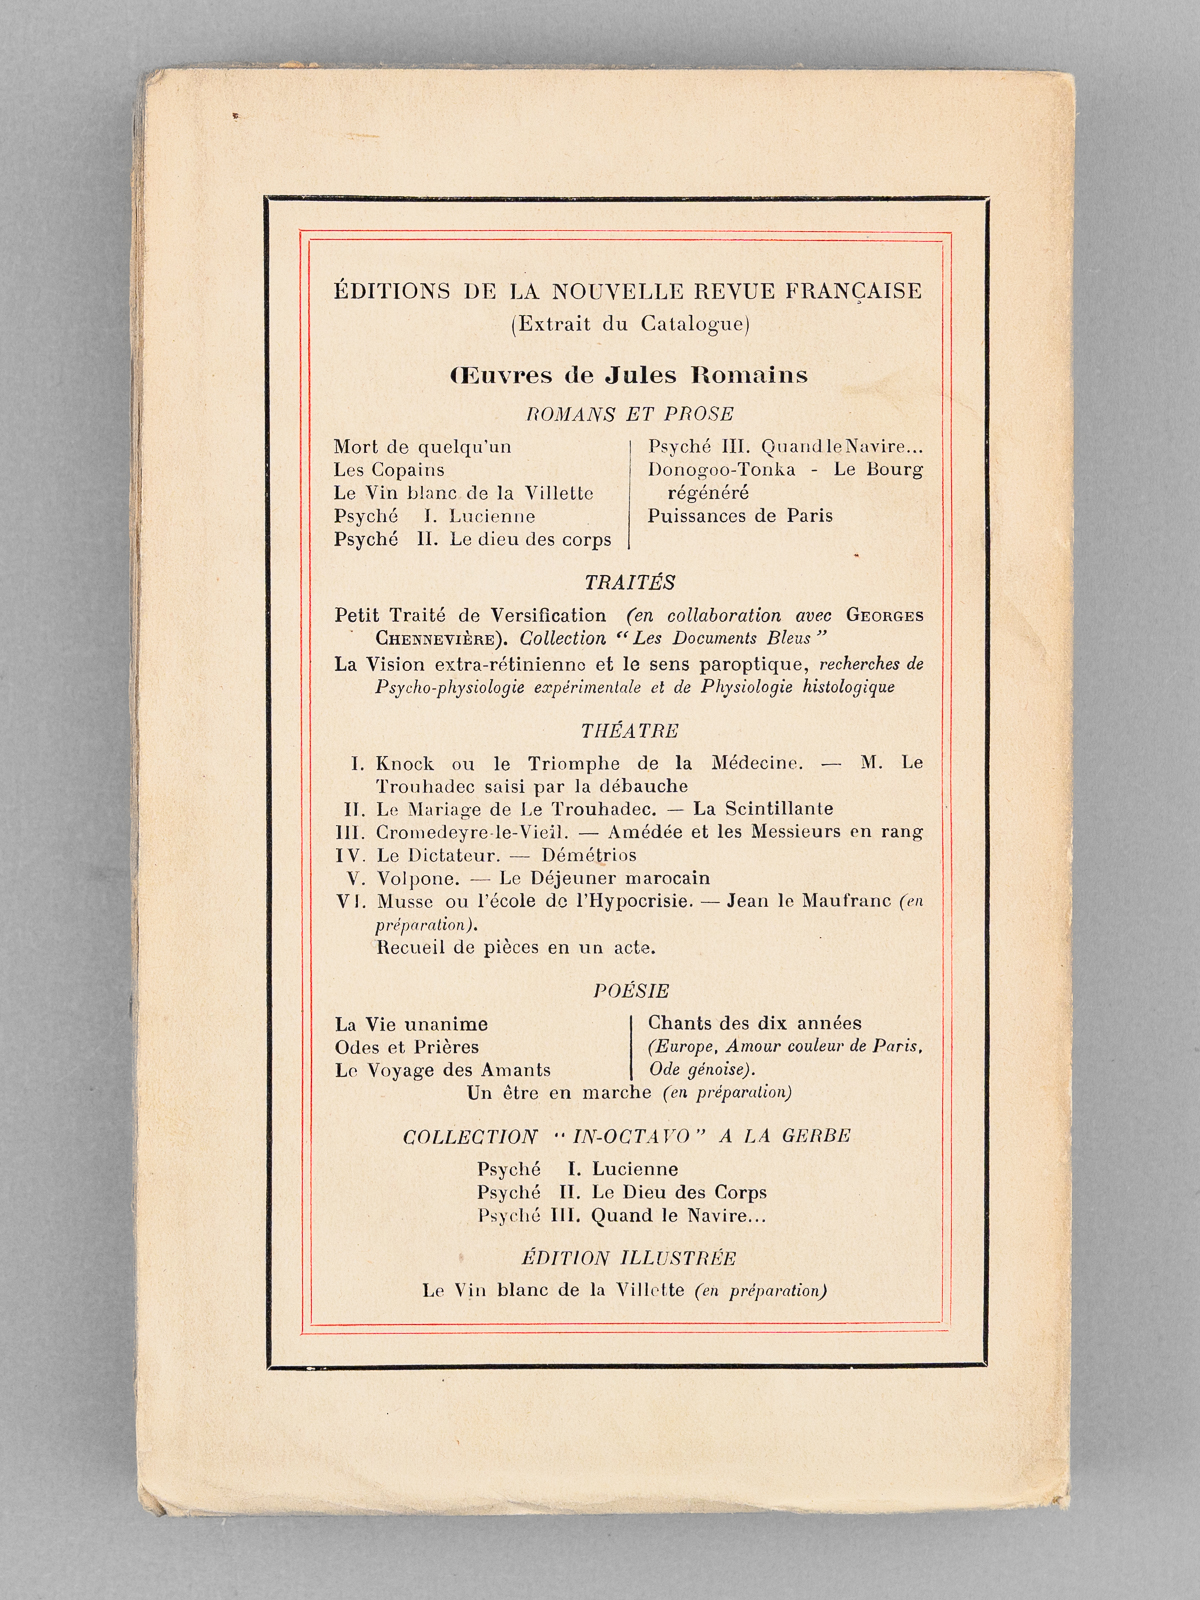 ÉDITIONS DE LA NOUVELLE REVUE FRANÇAISE
(Extrait du Catalogue)
Œuvres de Jules Romains
ROMANS ET PROSE
Mort de quelqu'un
Les Copains
Le Vin blanc de la Villette
Psyché I. Lucienne
Psyché II. Le dieu des corps
Psyché III. Quand le Navire...
Donogoo-Tonka - Le Bourg
régénéré
Puissances de Paris
TRAITÉS
Petit Traité de Versification (en collaboration avec GEORGES
CHENNEVIÈRE). Collection “Les Documents Bleus”
La Vision extra-rétinienne et le sens paroptique, recherches de
Psycho-physiologie expérimentale et de Physiologie histologique
THÉATRE
I. Knock ou le Triomphe de la Médecine. — M. Le
Trouhadec saisi par la débauche
II. Le Mariage de Le Trouhadec. — La Scintillante
III. Cromedeyre-le-Vieil. — Amédée et les Messieurs en rang
IV. Le Dictateur. — Démétrios
V. Volpone. — Le Déjeuner marocain
VI. Musse ou l'école de l'Hypocrisie. — Jean le Maufranc (en
préparation).
Recueil de pièces en un acte.
POÉSIE
La Vie unanime
Odes et Prières
Le Voyage des Amants
Chants des dix années
(Europe, Amour couleur de Paris,
Ode génoise).
Un être en marche (en préparation)
COLLECTION “IN-OCTAVO” A LA GERBE
Psyché I. Lucienne
Psyché II. Le Dieu des Corps
Psyché III. Quand le Navire...
ÉDITION ILLUSTRÉE
Le Vin blanc de la Villette (en préparation)